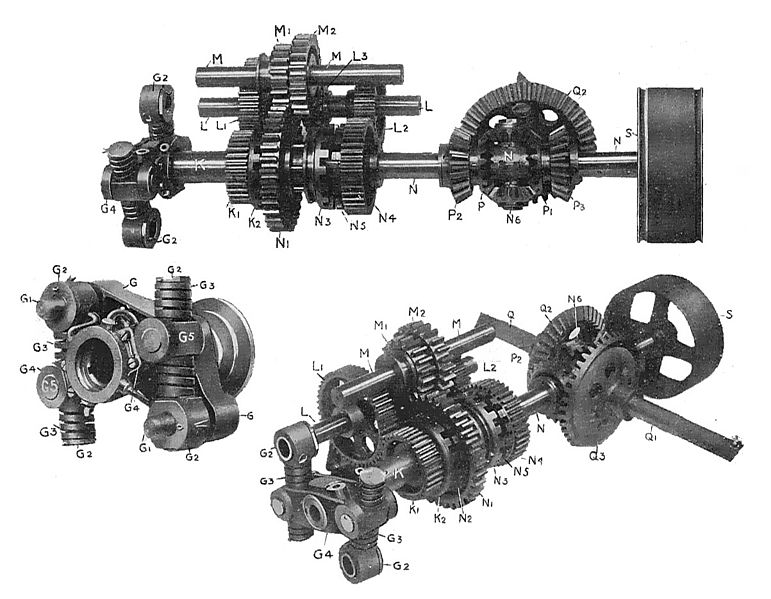 M1 M2
G2 M M L3 Q2
L L1 L2 L S N
K N
G4 K1 K2 N3 N5 N4 N P2 P N6 P1 P3
G2 N1
G2 G G2 G3
G1
G3 G5
G4 G5 G4
G3 G2 G1 G2 G
M2 Q Q2 N6
M1 M S
M P2
L1 L2
L N
G2 K Q1
G3 N4 Q3
N5
N3
K1 K2 N2 N1
G4 G3
G2